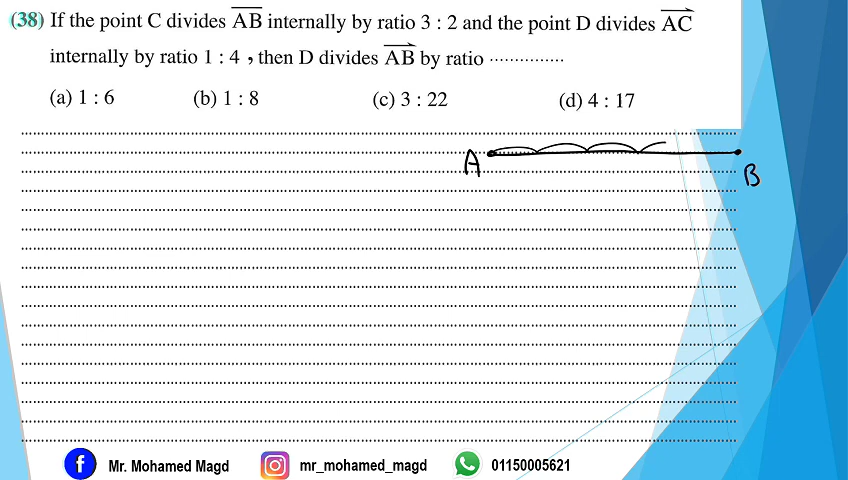 (38) If the point C divides AB internally by ratio 3 : 2 and the point D divides AC
internally by ratio 1 : 4 , then D divides AB by ratio ...............
(a) 1 : 6 (b) 1 : 8 (c) 3 : 22 (d) 4 : 17
A
B
f Mr. Mohamed Magd mr_mohamed_magd 01150005621